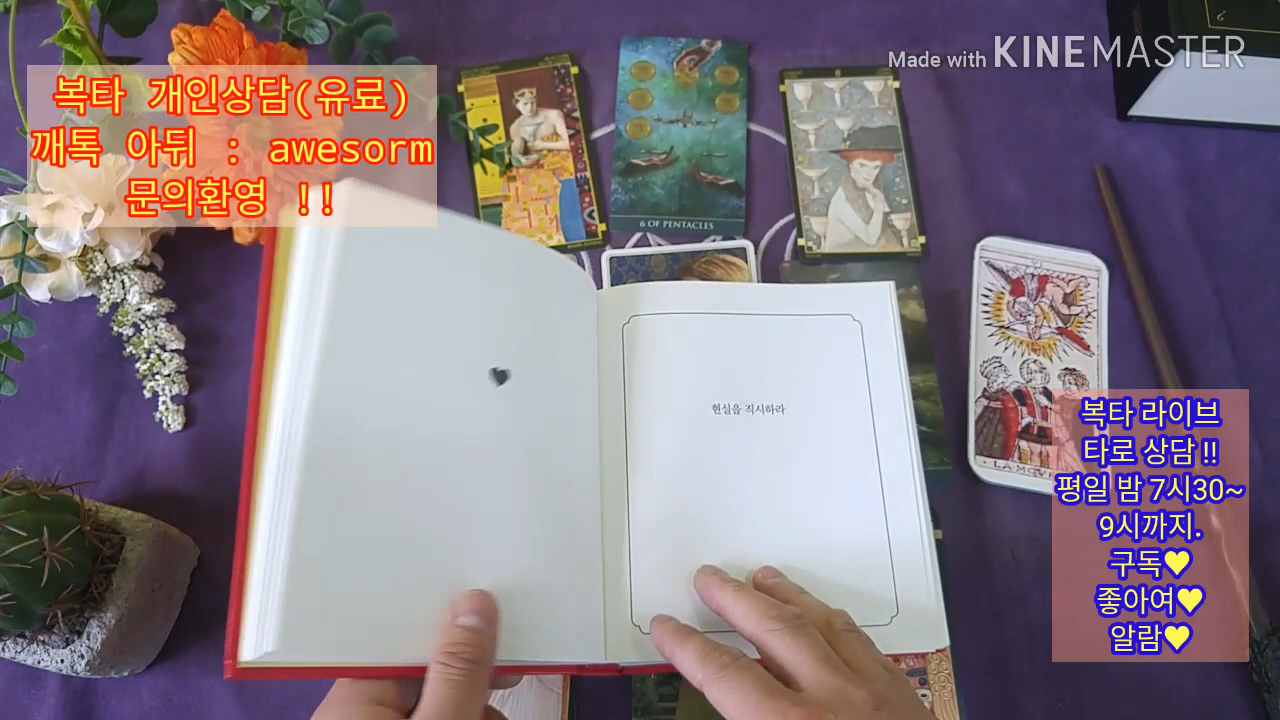 복타 개인상담(유료)
깨톡 아뒤 : awesorm
문의환영 !!
Made with KINEMASTER
6 OF PENTACLES
현실을 직시하라
복타 라이브
타로 상담 !!
평일 밤 7시30~
9시까지.
구독♥
좋아여♥
알람♥